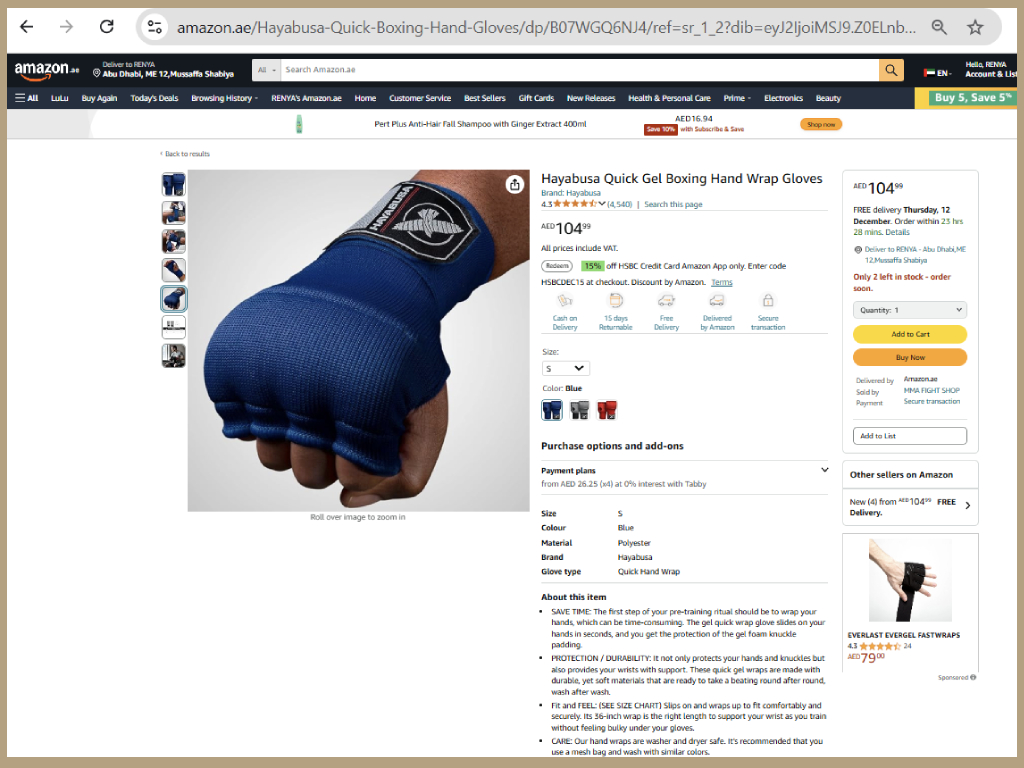 amazon.ae/Hayabusa-Quick-Boxing-Hand-Gloves/dp/B07WGQ6NJ4/ref=sr_1_2?dib=eyJ2IjoiMSJ9.Z0ELnb...
amazon.ae
Deliver to RENYA
Abu Dhabi, ME 12,Mussaffa Shabiya
All
Search Amazon.ae
EN
Hello, RENYA
Account & List
All LuLu Buy Again Today's Deals Browsing History RENYA's Amazon.ae Home Customer Service Best Sellers Gift Cards New Releases Health & Personal Care Prime Electronics Beauty
Buy 5, Save 5%
Pert Plus Anti-Hair Fall Shampoo with Ginger Extract 400ml
AED16.94
Save 10% with Subscribe & Save
Shop now
‹ Back to results
HAYABUSA
Roll over image to zoom in
Hayabusa Quick Gel Boxing Hand Wrap Gloves
Brand: Hayabusa
4.3 (4,540) | Search this page
AED 104 99
All prices include VAT.
Redeem 15% off HSBC Credit Card Amazon App only. Enter code
HSBCDEC15 at checkout. Discount by Amazon. Terms
Cash on Delivery
15 days Returnable
Free Delivery
Delivered by Amazon
Secure transaction
Size:
S
Color: Blue
Purchase options and add-ons
Payment plans
from AED 26.25 (x4) at 0% interest with Tabby
Size S
Colour Blue
Material Polyester
Brand Hayabusa
Glove type Quick Hand Wrap
About this item
• SAVE TIME: The first step of your pre-training ritual should be to wrap your
hands, which can be time-consuming. The gel quick wrap glove slides on your
hands in seconds, and you get the protection of the gel foam knuckle
padding.
• PROTECTION / DURABILITY: It not only protects your hands and knuckles but
also provides your wrists with support. These quick gel wraps are made with
durable, yet soft materials that are ready to take a beating round after round,
wash after wash.
• Fit and FEEL: (SEE SIZE CHART) Slips on and wraps up to fit comfortably and
securely. Its 36-inch wrap is the right length to support your wrist as you train
without feeling bulky under your gloves.
• CARE: Our hand wraps are washer and dryer safe. It's recommended that you
use a mesh bag and wash with similar colors.
AED 104 99
FREE delivery Thursday, 12
December. Order within 23 hrs
28 mins. Details
Deliver to RENYA - Abu Dhabi,ME
12,Mussaffa Shabiya
Only 2 left in stock - order
soon.
Quantity: 1
Add to Cart
Buy Now
Delivered by Amazon.ae
Sold by MMA FIGHT SHOP
Payment Secure transaction
Add to List
Other sellers on Amazon
New (4) from AED 104 99 FREE
Delivery.
EVERLAST EVERGEL FASTWRAPS
4.3 24
AED 79 00
Sponsored